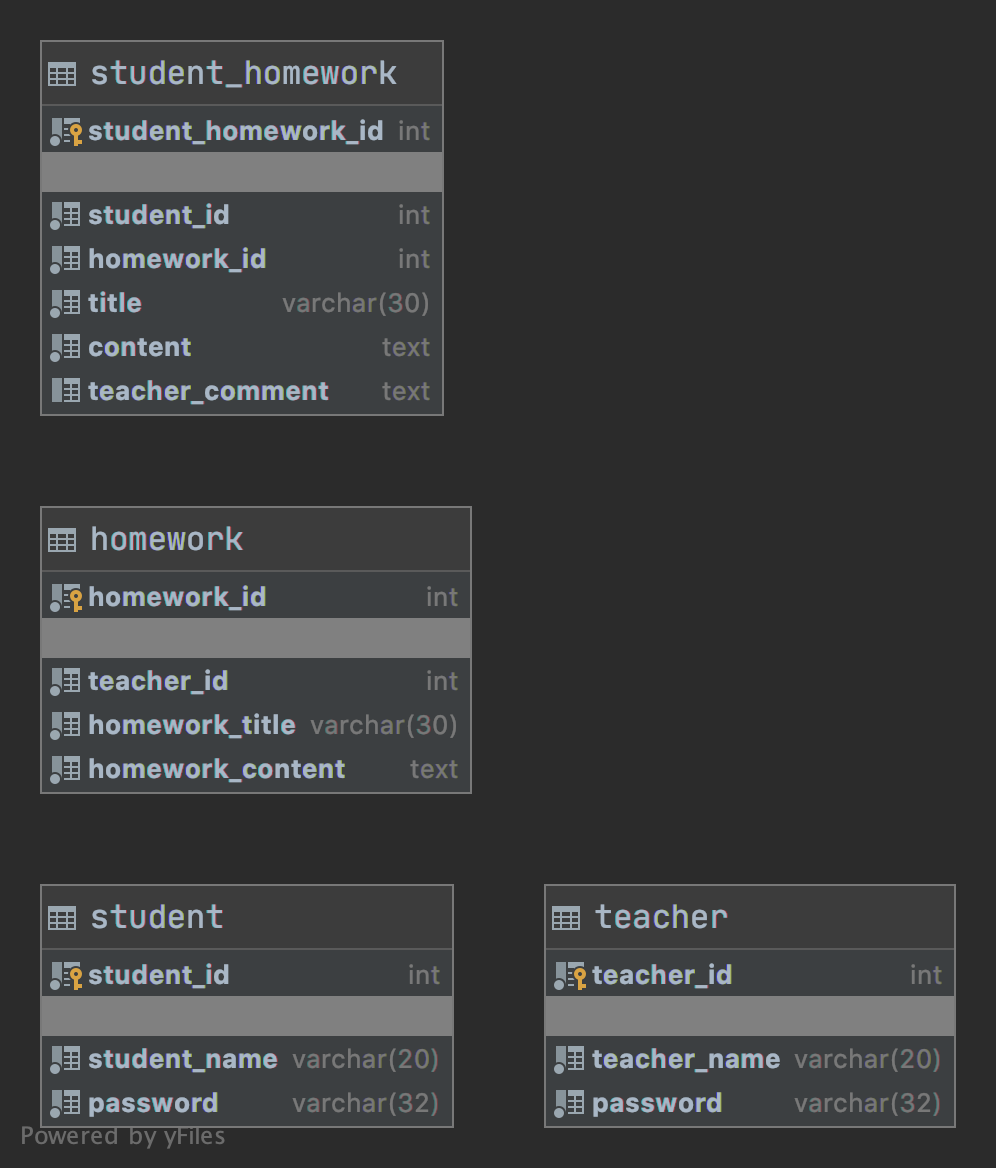 student_homework
student_homework_id int
student_id int
homework_id int
title varchar(30)
content text
teacher_comment text
homework
homework_id int
teacher_id int
homework_title varchar(30)
homework_content text
student
student_id int
student_name varchar(20)
password varchar(32)
teacher
teacher_id int
teacher_name varchar(20)
password varchar(32)
Powered by yFiles